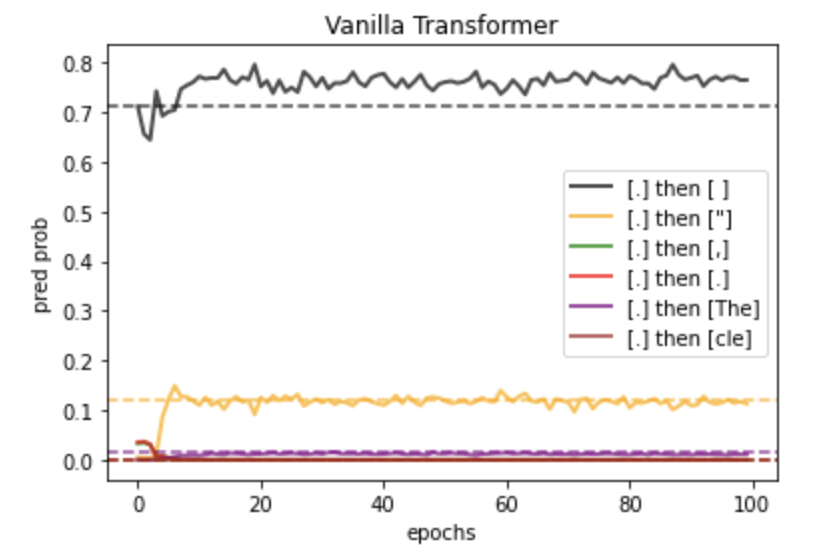 Vanilla Transformer
pred prob
0.8
0.7
0.6
0.5
0.4
0.3
0.2
0.1
0.0
[.] then [ ]
[.] then ["]
[.] then [,]
[.] then [.]
[.] then [The]
[.] then [cle]
0 20 40 60 80 100
epochs